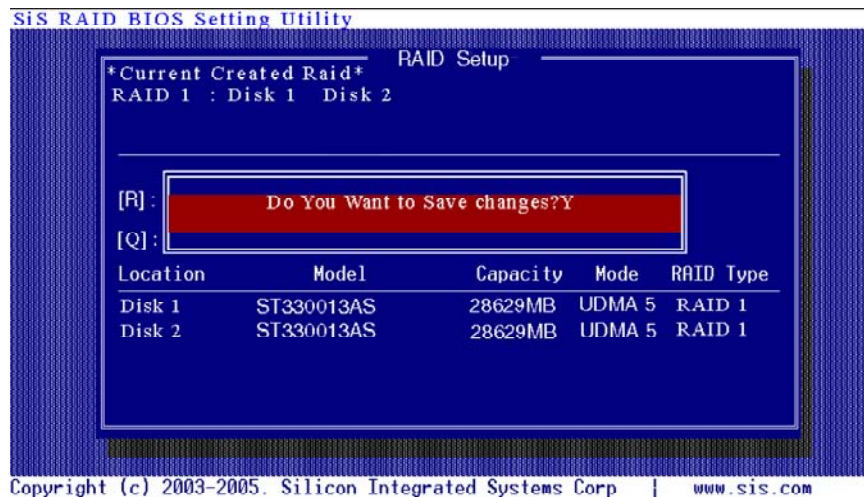 SiS RAID BIOS Setting Utility
RAID Setup
*Current Created Raid*
RAID 1 : Disk 1 Disk 2
[R] :
Do You Want to Save changes?Y
[Q] :
Location Model Capacity Mode RAID Type
Disk 1 ST330013AS 28629MB UDMA 5 RAID 1
Disk 2 ST330013AS 28629MB UDMA 5 RAID 1
Copyright (c) 2003-2005. Silicon Integrated Systems Corp | www.sis.com